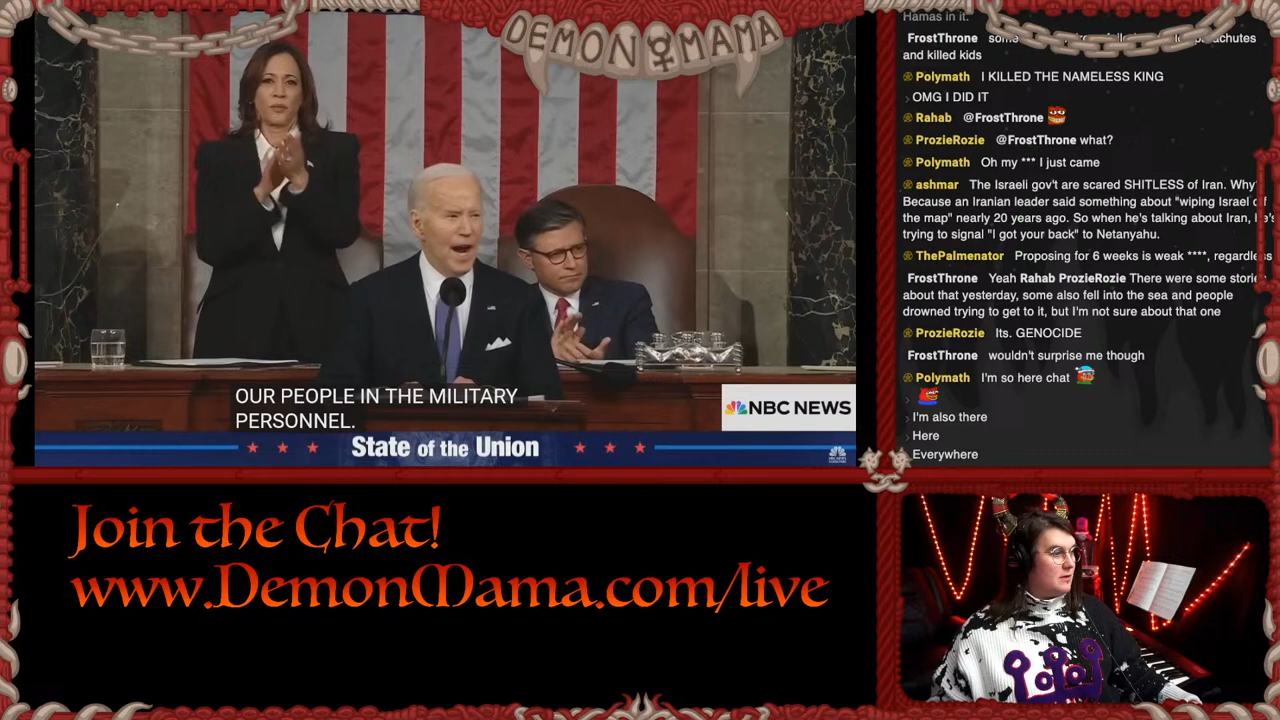 DEMON MAMA
OUR PEOPLE IN THE MILITARY
PERSONNEL.
NBC NEWS
State of the Union
Hamas in it.
FrostThrone
and killed kids
Polymath I KILLED THE NAMELESS KING
OMG I DID IT
Rahab @FrostThrone
ProzieRozie @FrostThrone what?
Polymath Oh my *** I just came
ashmar The Israeli gov't are scared SHITLESS of Iran. Why
Because an Iranian leader said something about "wiping Israel of
the map" nearly 20 years ago. So when he's talking about Iran, he's
trying to signal "I got your back" to Netanyahu.
ThePalmenator Proposing for 6 weeks is weak ****, regardless
FrostThrone Yeah Rahab ProzieRozie There were some stories
about that yesterday, some also fell into the sea and people
drowned trying to get to it, but I'm not sure about that one
ProzieRozie Its. GENOCIDE
FrostThrone wouldn't surprise me though
Polymath I'm so here chat
I'm also there
Here
Everywhere
Join the Chat!
www.DemonMama.com/live